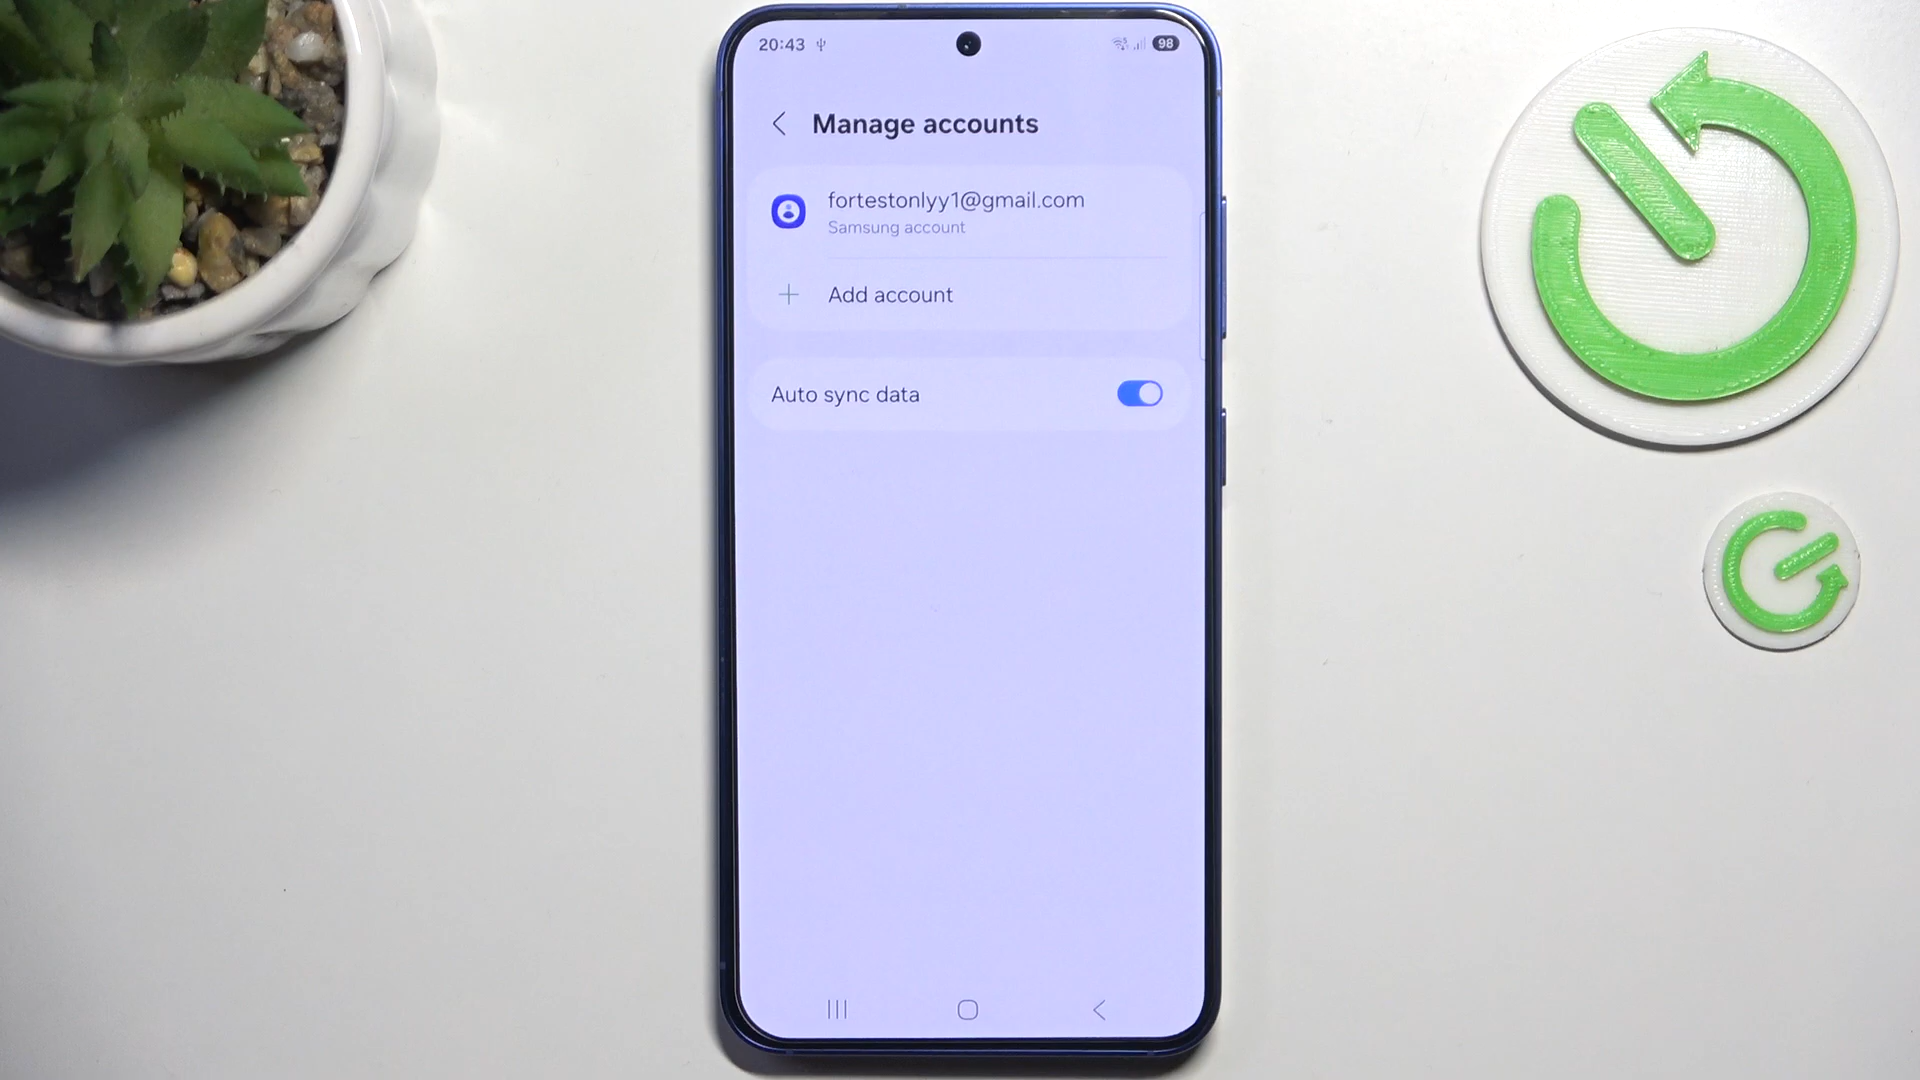 20:43
98
Manage accounts
fortestonlyy1@gmail.com
Samsung account
Add account
Auto sync data